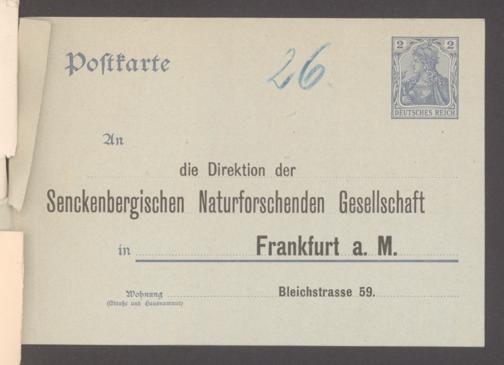 Postkarte
26
2 2
DEUTSCHES REICH
An
die Direktion der
Senckenbergischen Naturforschenden Gesellschaft
in Frankfurt a. M.
Wohnung Bleichstrasse 59.
(Straße und Hausnummer)